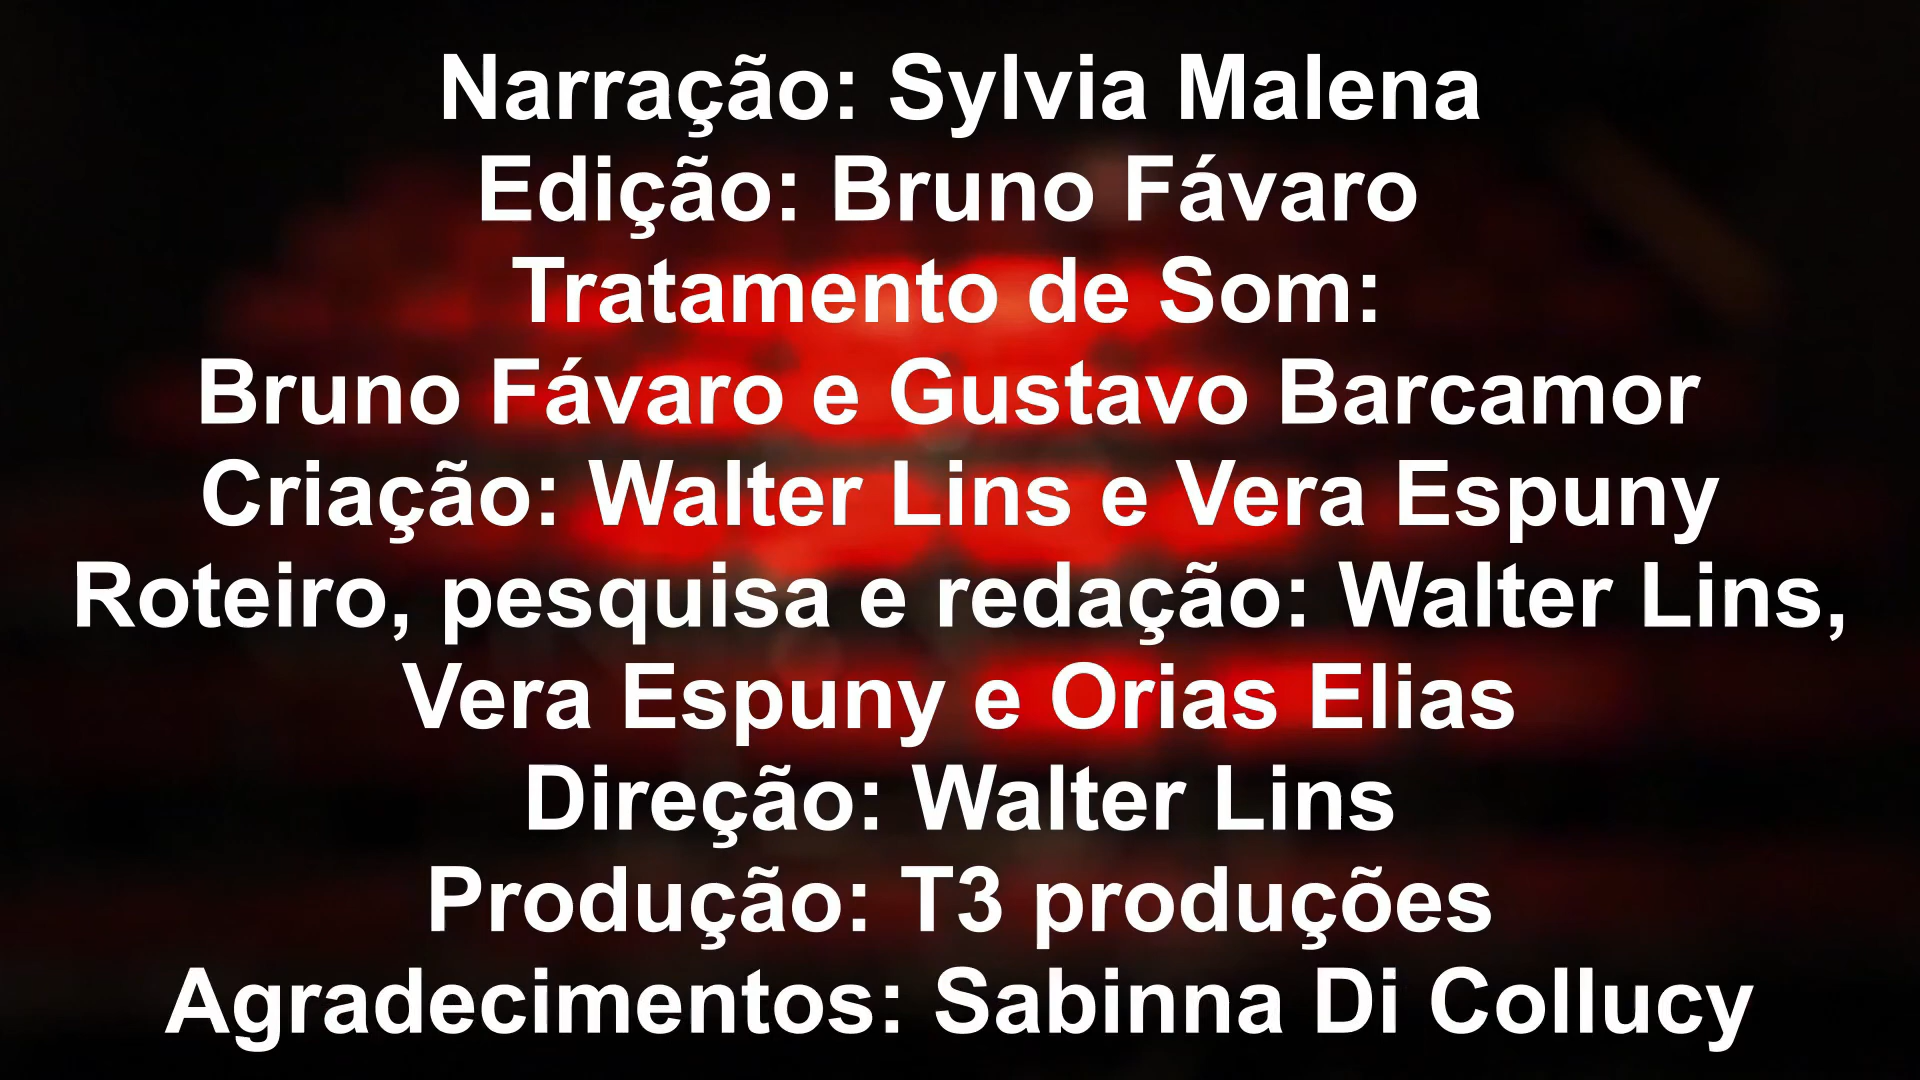 Narração: Sylvia Malena
Edição: Bruno Fávaro
Tratamento de Som:
Bruno Fávaro e Gustavo Barcamor
Criação: Walter Lins e Vera Espuny
Roteiro, pesquisa e redação: Walter Lins,
Vera Espuny e Orias Elias
Direção: Walter Lins
Produção: T3 produções
Agradecimentos: Sabinna Di Collucy